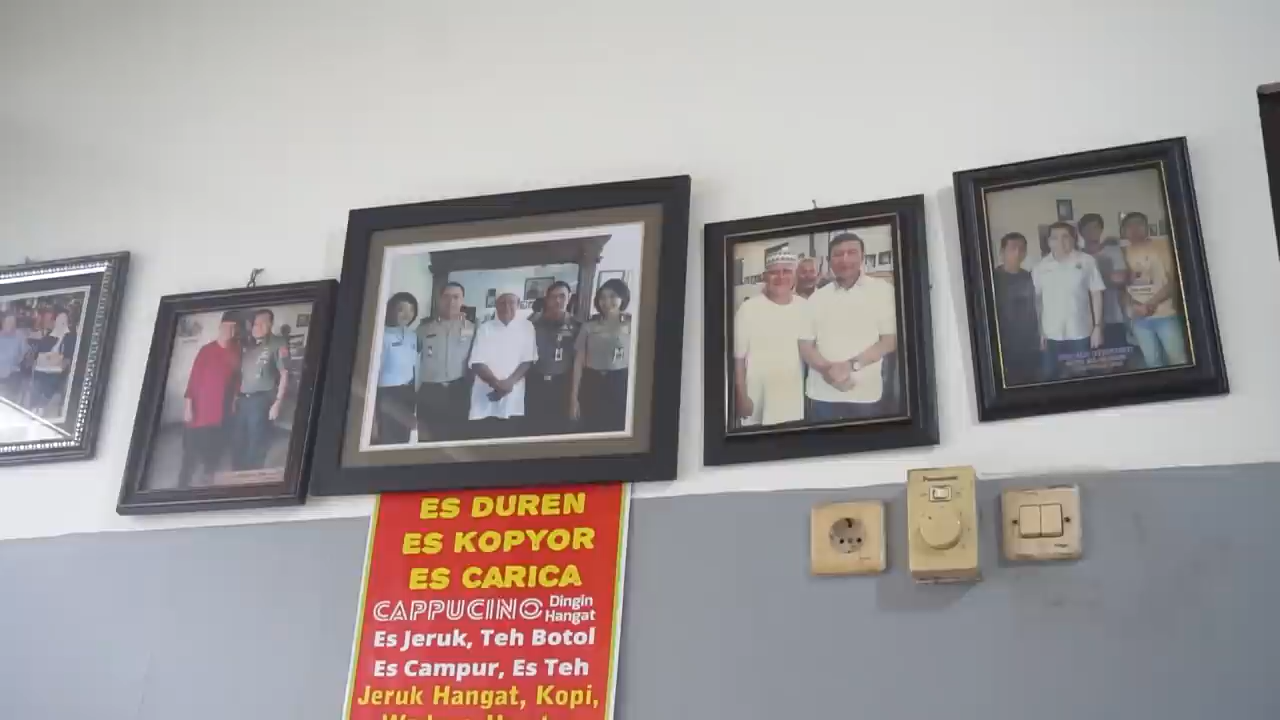 ES DUREN
ES KOPYOR
ES CARICA
CAPPUCINO Dingin
Hangat
Es Jeruk, Teh Botol
Es Campur, Es Teh
Jeruk Hangat, Kopi,
Panasonic